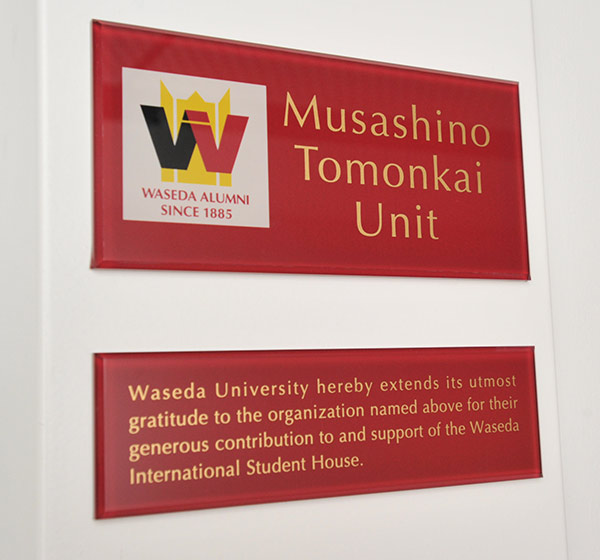 WASEDA ALUMNI
SINCE 1885
Musashino
Tomonkai
Unit
Waseda University hereby extends its utmost
gratitude to the organization named above for their
generous contribution to and support of the Waseda
International Student House.